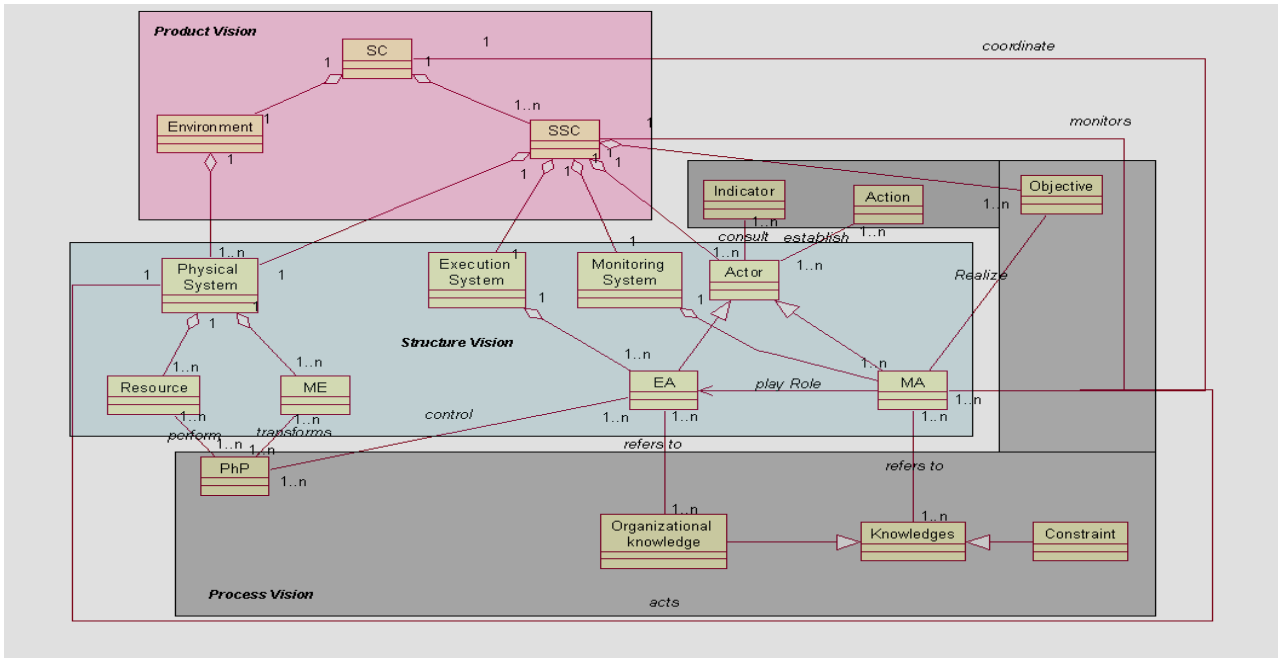 Product Vision
SC
1
coordinate
1
1
1..n
Environment
1
SSC
1
monitors
1
1
1
1
1
1
Indicator
Action
Objective
1..n
1..n
1..n
consult
establish
1..n
1..n
1..n
1
1
Physical
System
1
1
1
Execution
System
1
Monitoring
System
1
Actor
Realize
1
1
1
Structure Vision
1..n
1..n
1..n
1..n
Resource
ME
EA
play Role
MA
1..n
1..n
control
1..n
1..n
1..n
1..n
perform
transforms
1..n
1..n
refers to
refers to
PhP
1..n
1..n
1..n
Organizational
knowledge
Knowledges
Constraint
Process Vision
acts